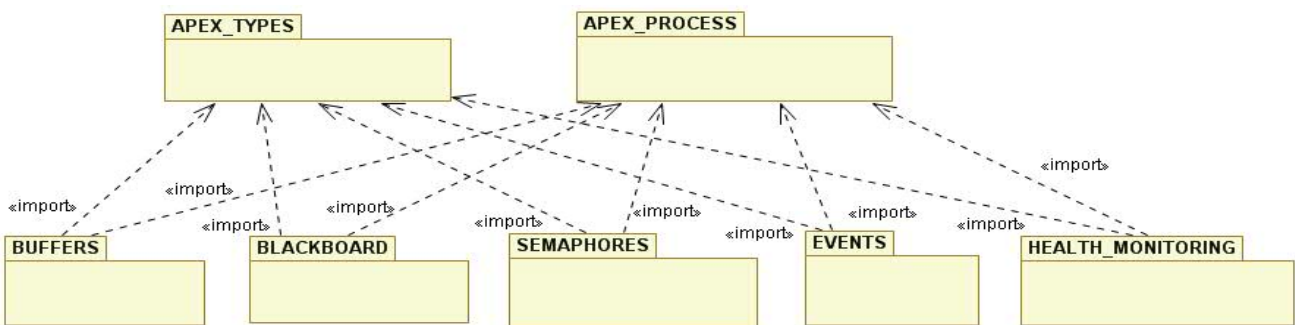 APEX_TYPES
APEX_PROCESS
«import»
«import»
«import»
«import»
«import»
«import»
«import»
«import»
«import»
«import»
BUFFERS
BLACKBOARD
SEMAPHORES
EVENTS
HEALTH_MONITORING